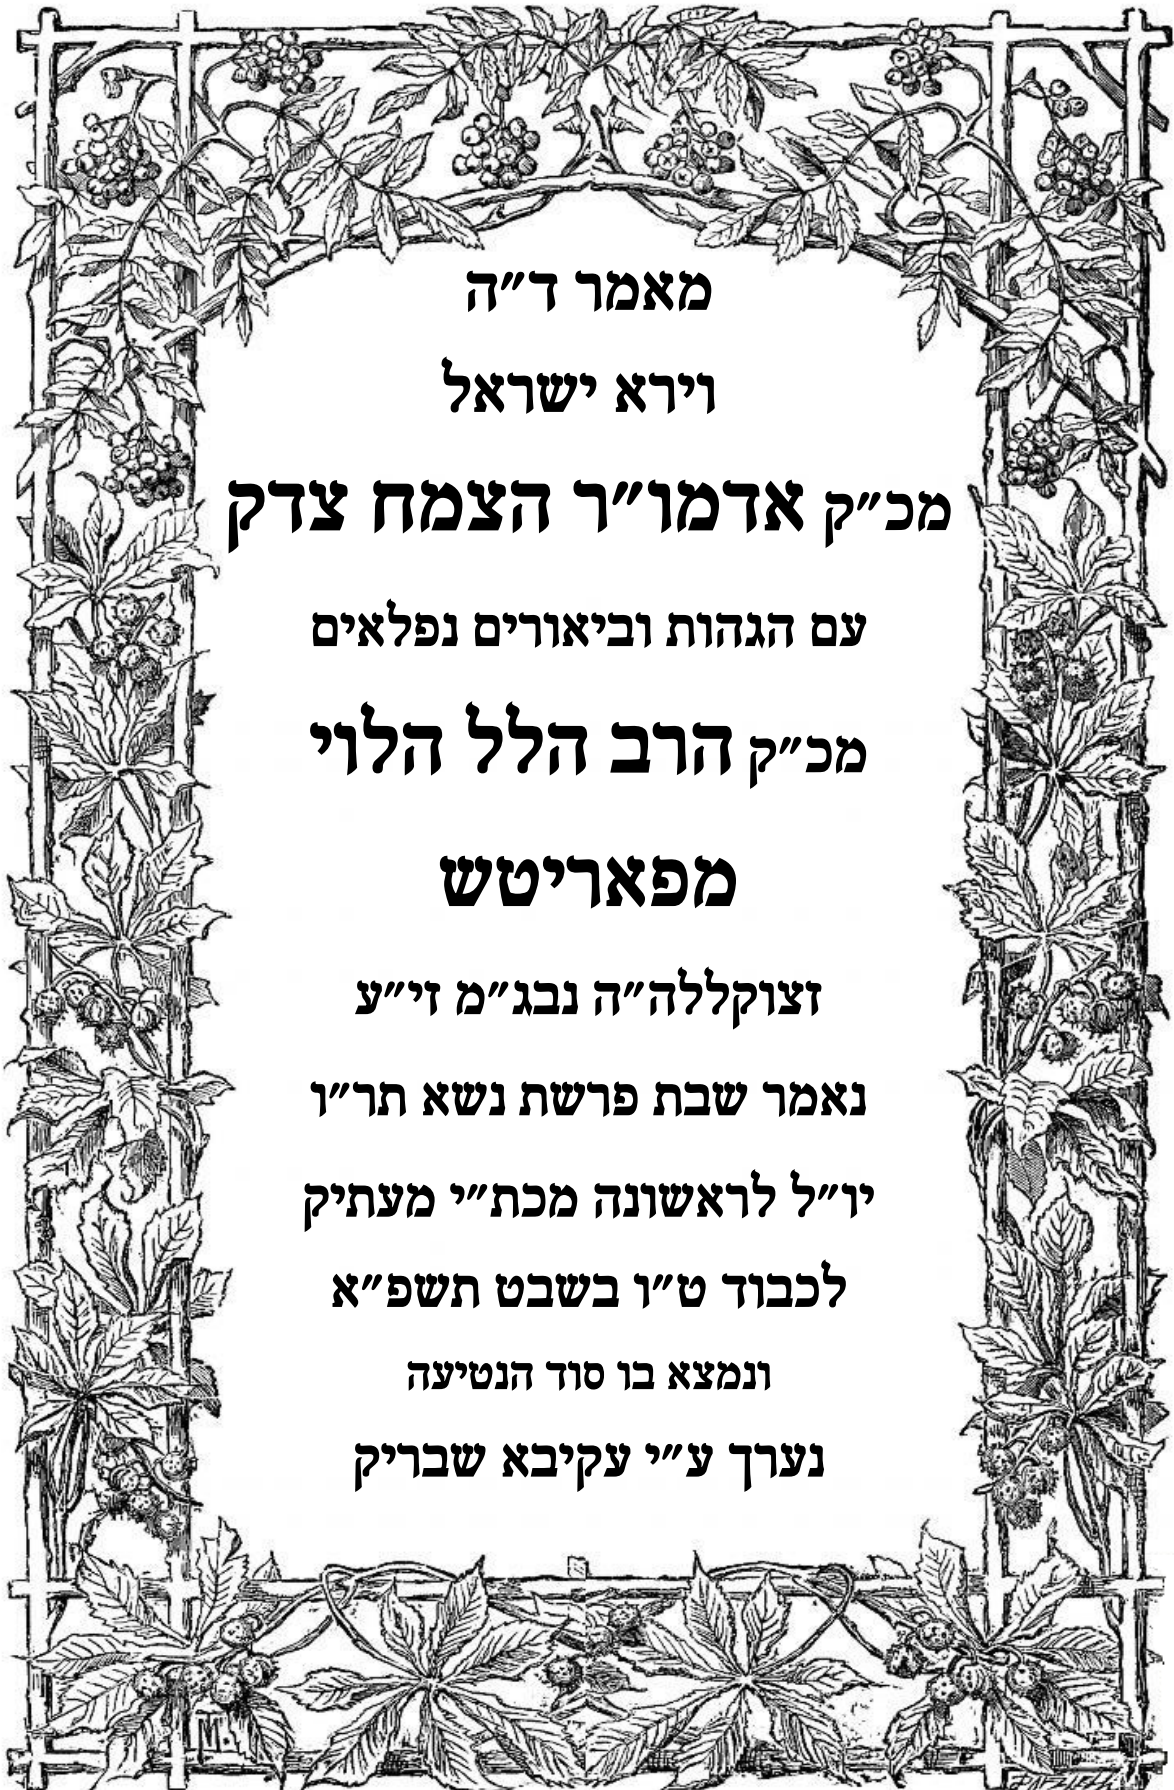 מאמר ד״ה
וירא ישראל
מכ״ק אדמו״ר הצמח צדק
עם הגהות וביאורים נפלאים
מכ״ק הרב הלל הלוי
מפאריטש
זצוקללה״ה נבג״מ זי״ע
נאמר שבת פרשת נשא תר״ו
יו״ל לראשונה מכת״י מעתיק
לכבוד ט״ו בשבט תשפ״א
ונמצא בו סוד הנטיעה
נערך ע״י עקיבא שבריק